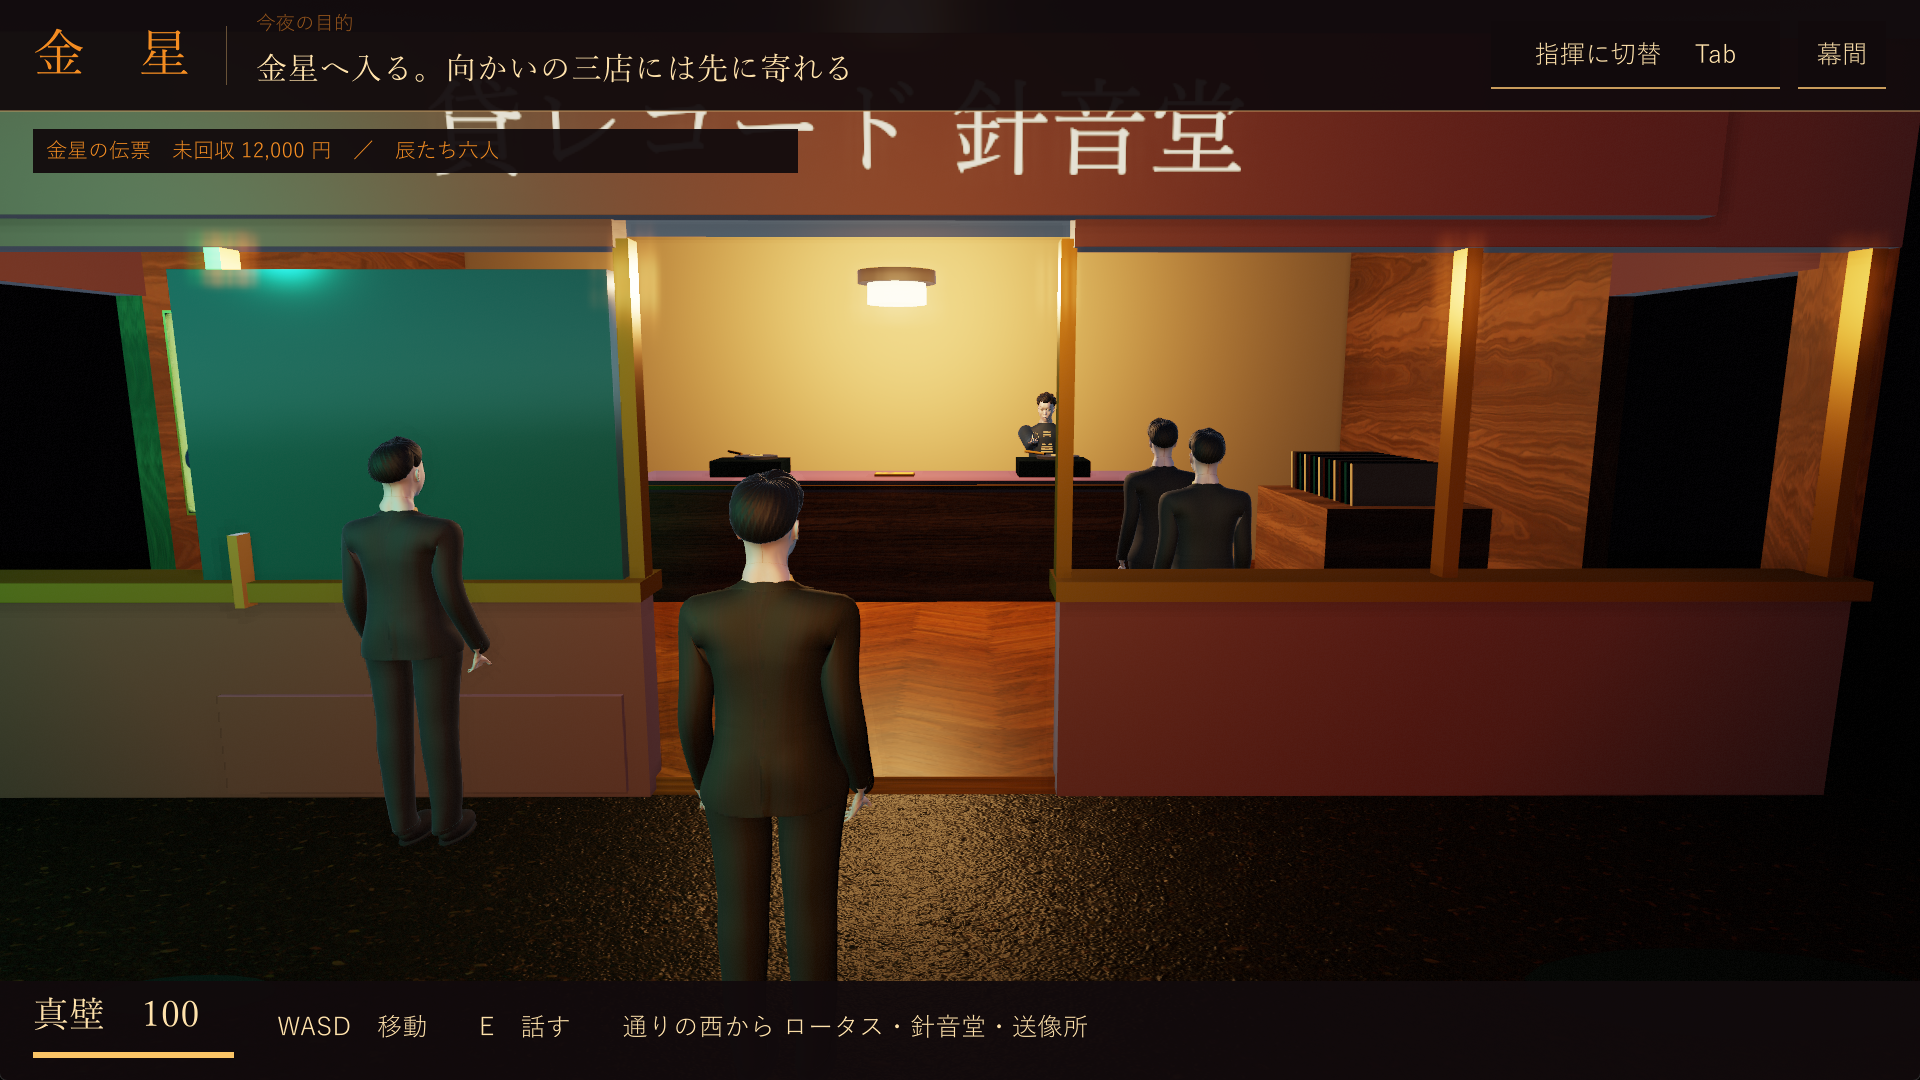 金 星
今夜の目的
金星へ入る。向かいの三店には先に寄れる
指揮に切替 Tab
幕間
貸レコード 針音堂
金星の伝票 未回収 12,000 円 ／ 辰たち六人
真壁 100
WASD 移動 E 話す 通りの西から ロータス・針音堂・送像所